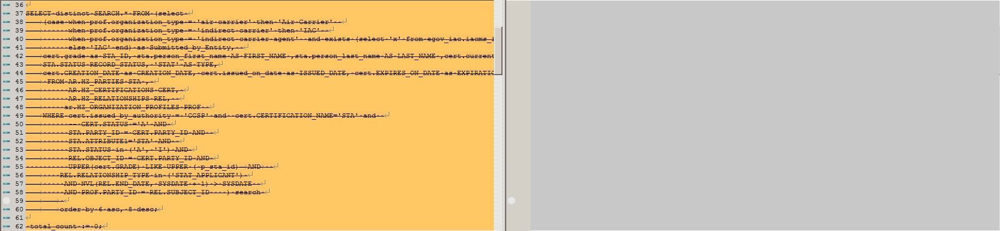 36
37 SELECT distinct SEARCH.* FROM (select
38 (case when prof.organization_type = 'air-carrier' then 'Air Carrier'
39 when prof.organization_type = 'indirect-carrier' then 'IAC'
40 when prof.organization_type = 'indirect-carrier-agent' and exists (select 'x' from egov_iac.iacms_i
41 else 'IAC' end) as Submitted_by_Entity,
42 cert.grade as STA_ID, sta.person_first_name AS FIRST_NAME ,sta.person_last_name AS LAST_NAME ,cert.current
43 STA.STATUS RECORD_STATUS, 'STAT' AS TYPE,
44 cert.CREATION_DATE as CREATION_DATE, cert.issued_on_date as ISSUED_DATE, cert.EXPIRES_ON_DATE as EXPIRATIO
45 FROM AR.HZ_PARTIES STA ,
46 AR.HZ_CERTIFICATIONS CERT,
47 AR.HZ_RELATIONSHIPS REL,
48 ar.HZ_ORGANIZATION_PROFILES PROF
49 WHERE cert.issued_by_authority = 'CCSP' and cert.CERTIFICATION_NAME='STA' and
50 -- CERT.STATUS ='A' AND
51 STA.PARTY_ID = CERT.PARTY_ID AND
52 STA.ATTRIBUTE1='STA' AND
53 STA.STATUS in ('A', 'I') AND
54 REL.OBJECT_ID = CERT.PARTY_ID AND
55 UPPER(cert.GRADE) LIKE UPPER ( p_sta_id) AND
56 REL.RELATIONSHIP_TYPE in ('STAT_APPLICANT')
57 AND NVL(REL.END_DATE, SYSDATE + 1) > SYSDATE
58 AND PROF.PARTY_ID = REL.SUBJECT_ID ) search
59
60 order by 6 asc, 8 desc;
61
62 total_count := 0;